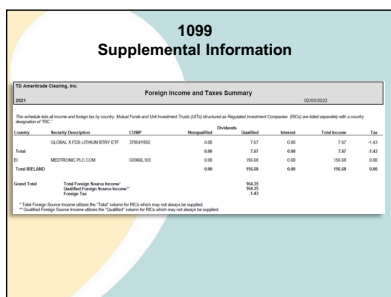 1099
Supplemental Information
TD Ameritrade Clearing, Inc.
Foreign Income and Taxes Summary
2021 02/03/2022
This schedule lists all income and foreign tax by country. Mutual Funds and Unit Investment Trusts (UITs) structured as Regulated Investment Companies (RICs) are listed separately with a country
designation of "RIC."
Dividends
Country Security Description CUSIP Nonqualified Qualified Interest Total Income Tax
GLOBAL X FDS LITHIUM BTRY ETF 37954Y855 0.00 7.67 0.00 7.67 -1.43
Total 0.00 7.67 0.00 7.67 -1.43
EI MEDTRONIC PLC COM G5960L103 0.00 156.68 0.00 156.68 0.00
Total IRELAND 0.00 156.68 0.00 156.68 0.00
Grand Total Total Foreign Source Income* 164.35
Qualified Foreign Source Income** 164.35
Foreign Tax -1.43
* Total Foreign Source Income utilizes the "Total" column for RICs which may not always be supplied.
** Qualified Foreign Source Income utilizes the "Qualified" column for RICs which may not always be supplied.